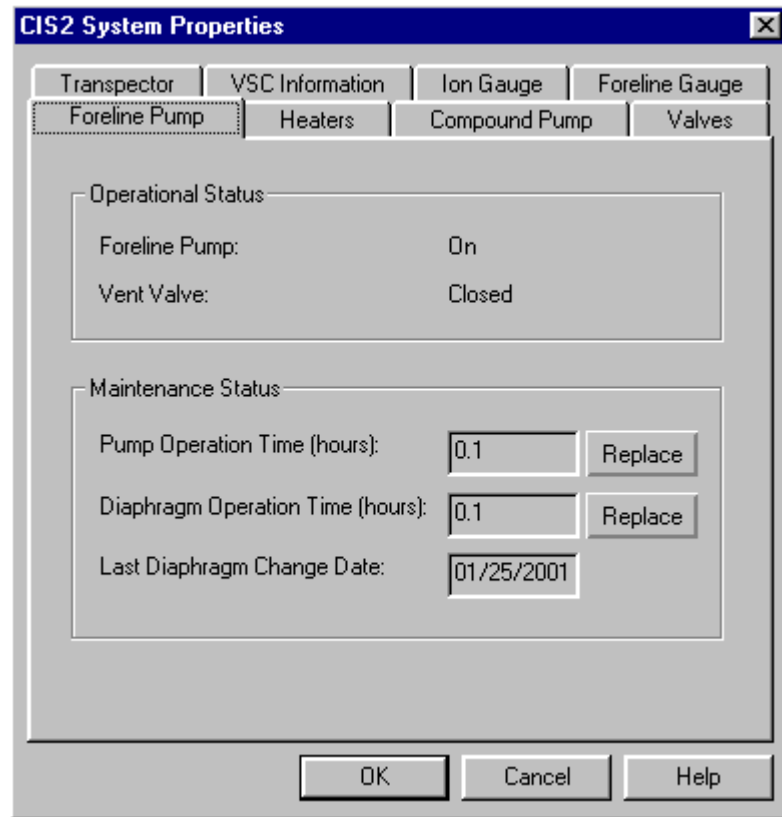 CIS2 System Properties
Transpector VSC Information Ion Gauge Foreline Gauge
Foreline Pump Heaters Compound Pump Valves
Operational Status
Foreline Pump: On
Vent Valve: Closed
Maintenance Status
Pump Operation Time (hours): 0.1 Replace
Diaphragm Operation Time (hours): 0.1 Replace
Last Diaphragm Change Date: 01/25/2001
OK Cancel Help